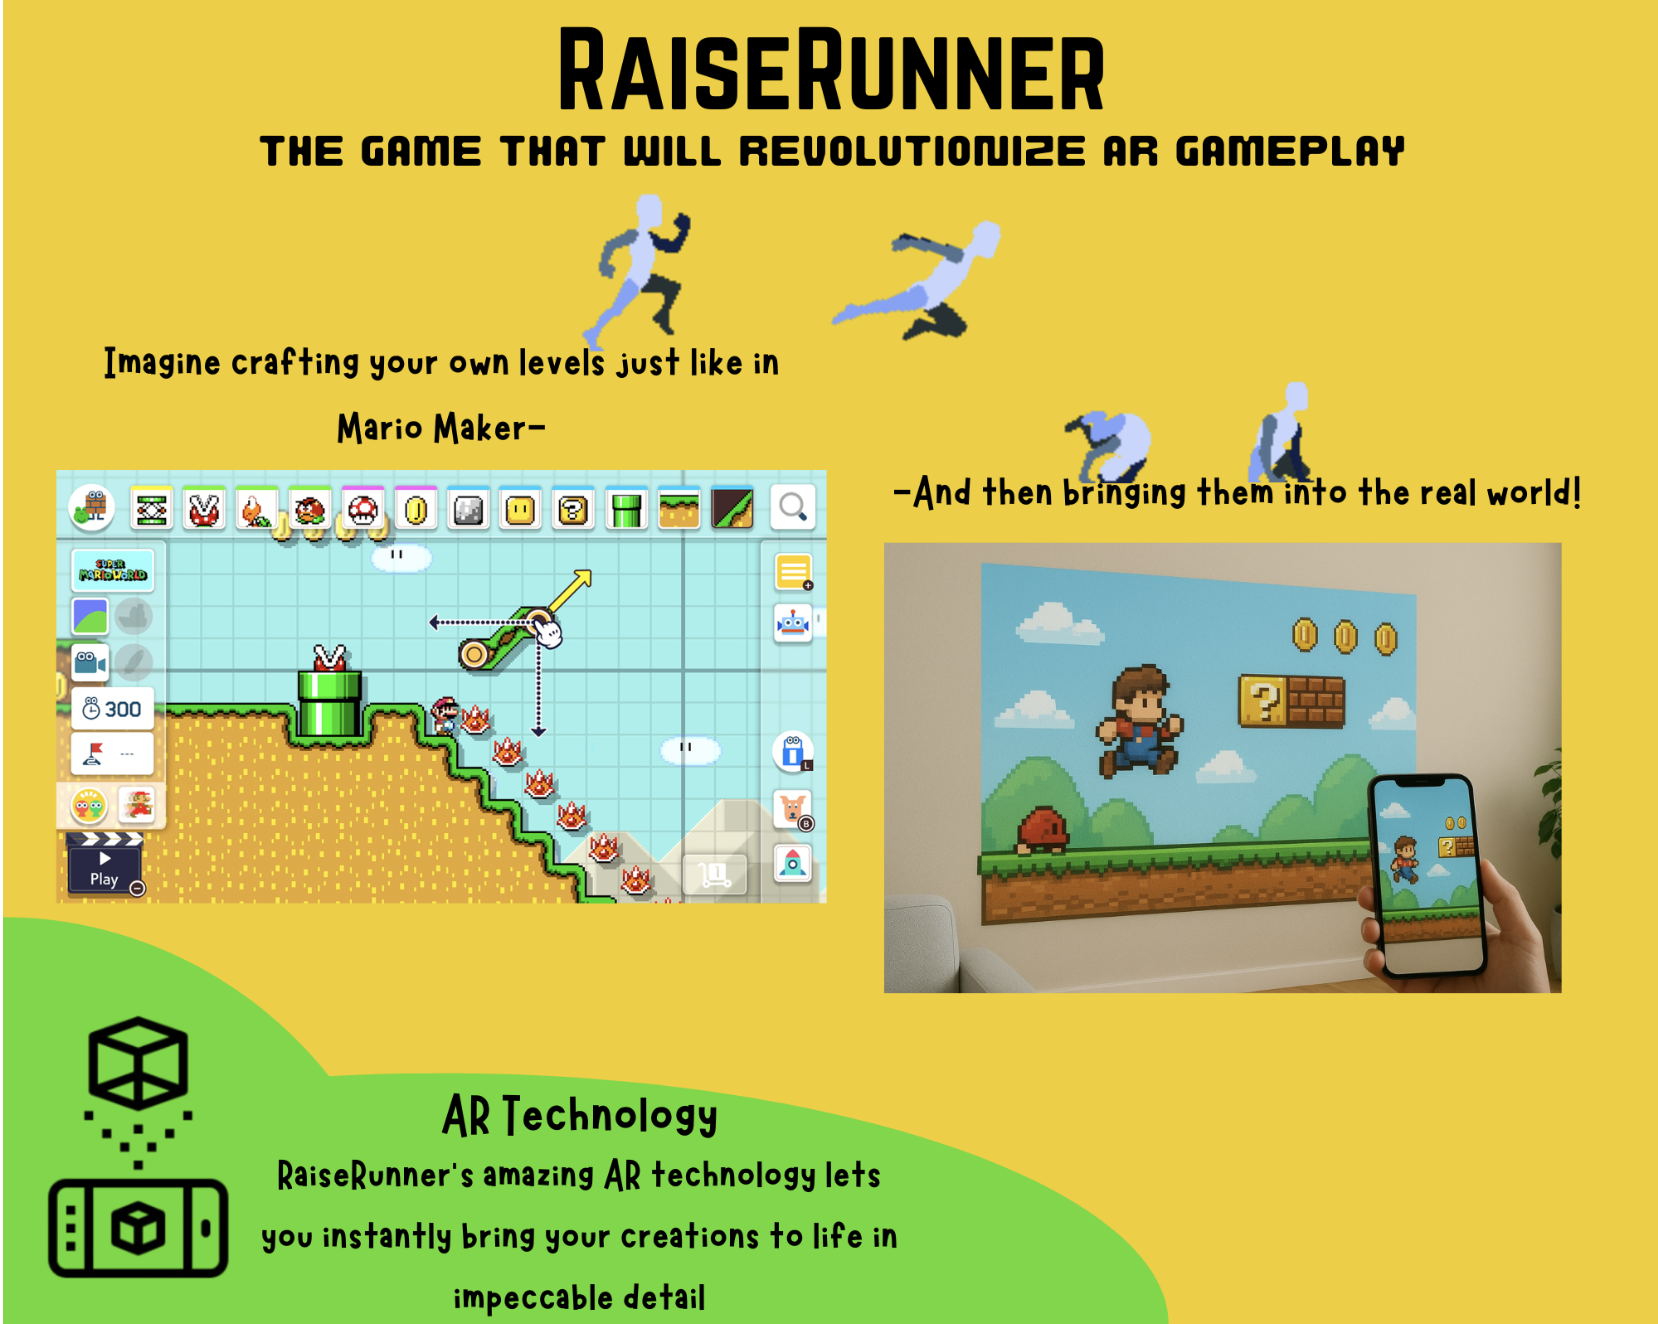 RAISERUNNER
THE GAME THAT WILL REVOLUTIONIZE AR GAMEPLAY
Imagine crafting your own levels just like in
Mario Maker-
-And then bringing them into the real world!
SUPER
MARIOWORLD
300
---
Play
L
B
?
?
AR Technology
RaiseRunner's amazing AR technology lets
you instantly bring your creations to life in
impeccable detail